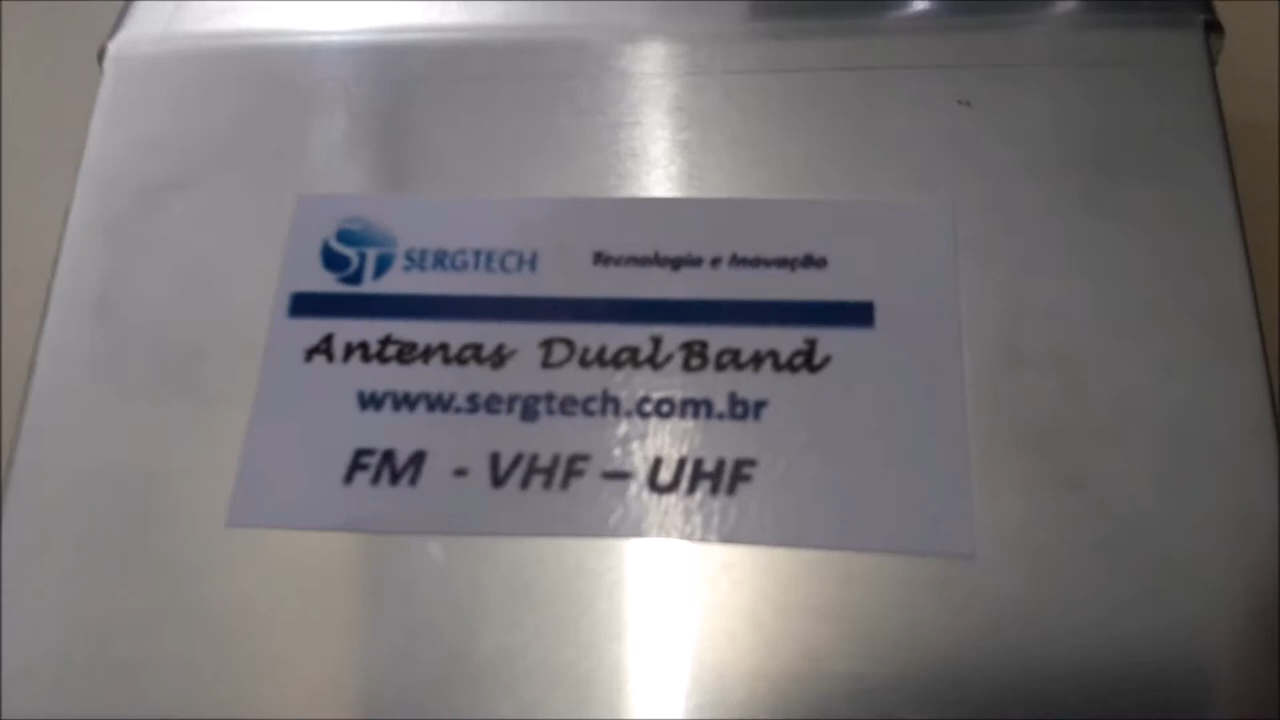 ST SERGTECH Tecnologia e Inovação
Antenas Dual Band
www.sergtech.com.br
FM - VHF – UHF